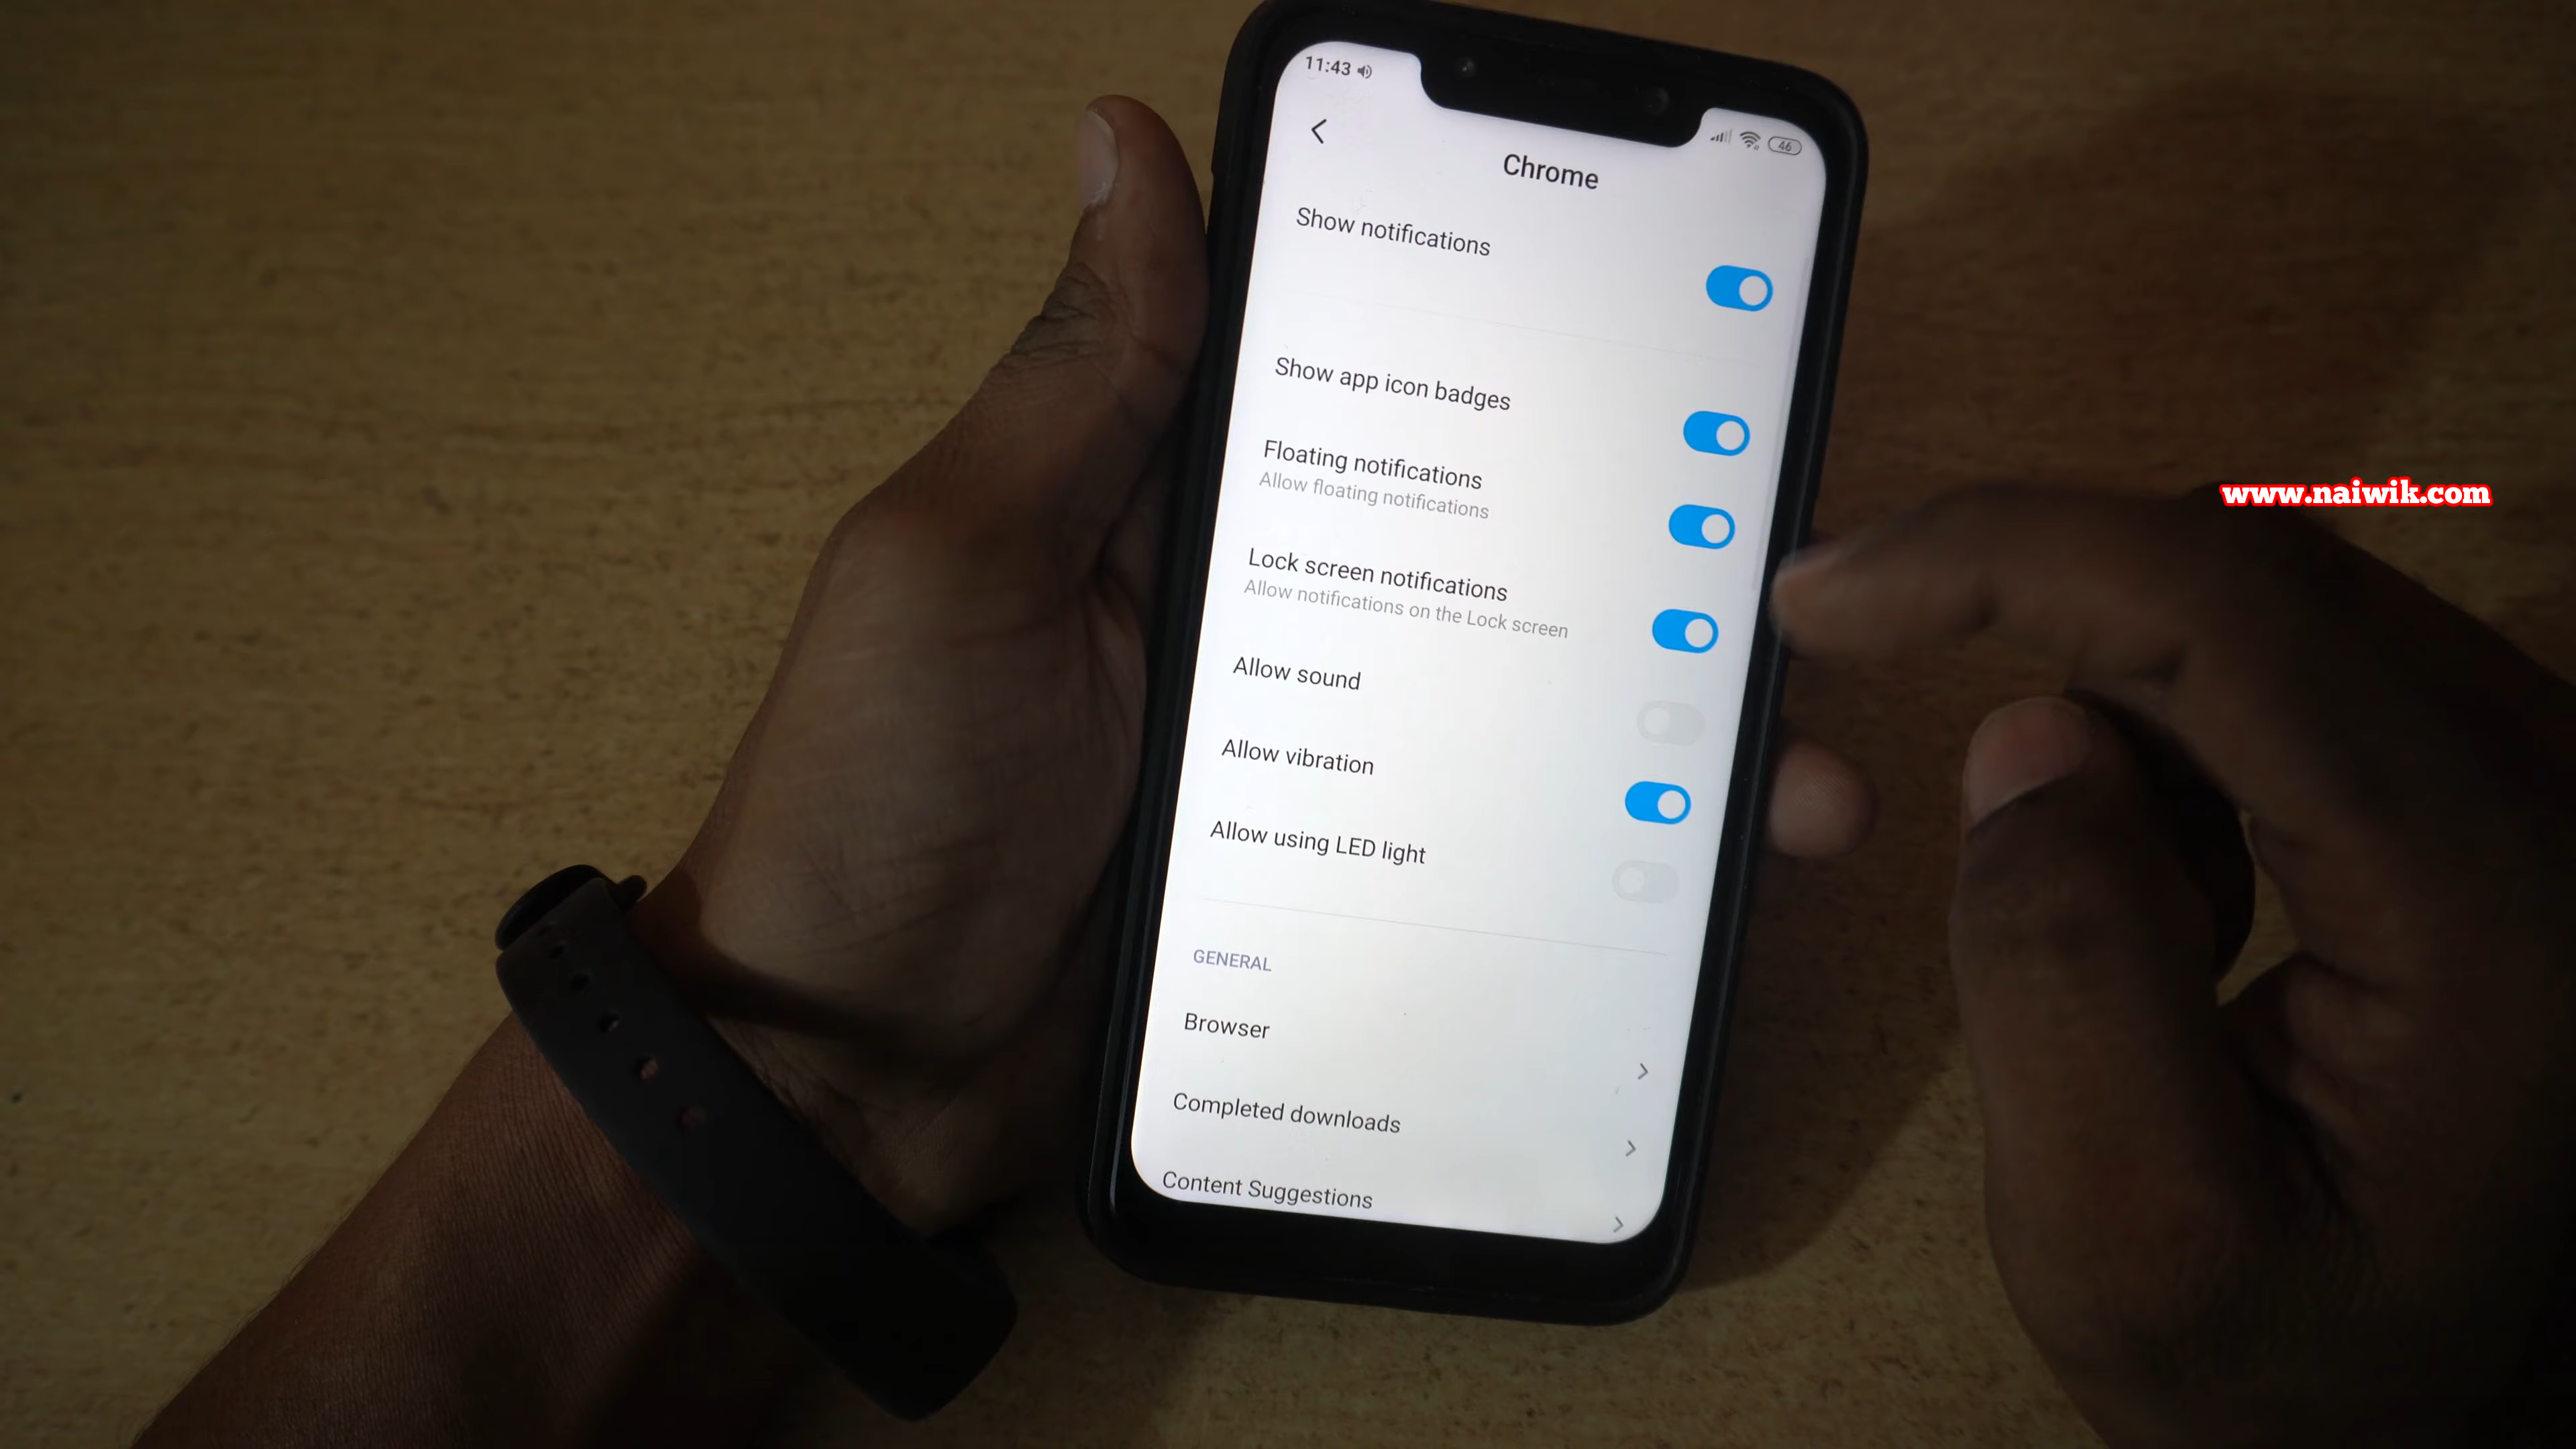 11:43
46
Chrome
Show notifications
Show app icon badges
Floating notifications
Allow floating notifications
www.naiwik.com
Lock screen notifications
Allow notifications on the Lock screen
Allow sound
Allow vibration
Allow using LED light
GENERAL
Browser
Completed downloads
Content Suggestions